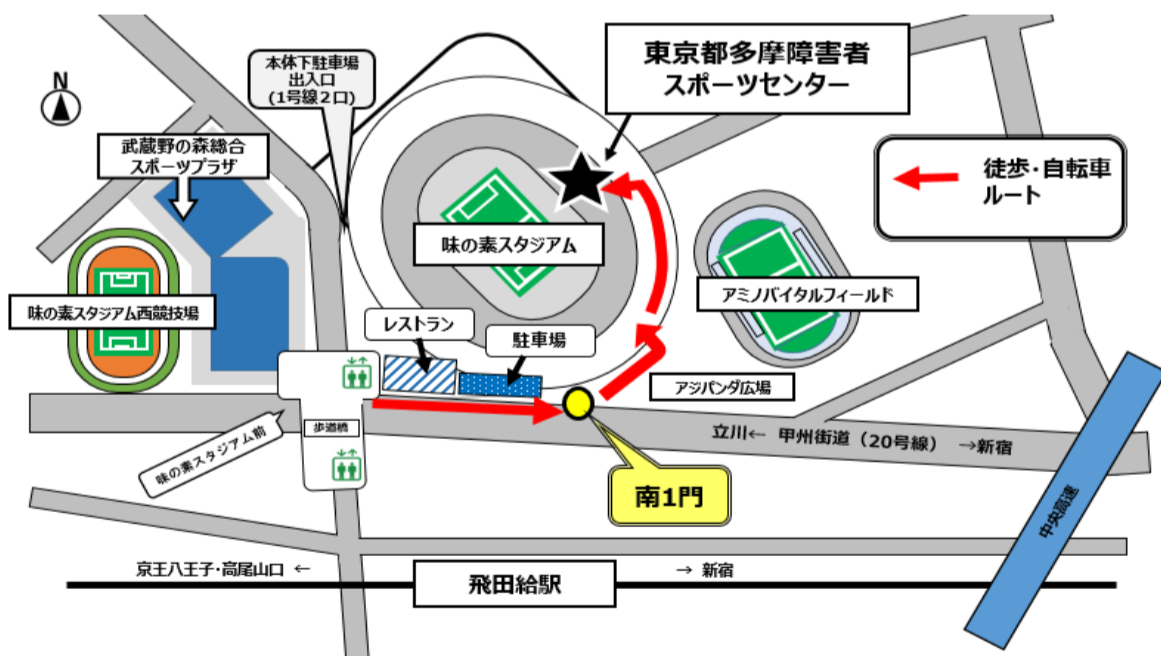 N
本体下駐車場
出入口
(1号線2口)
東京都多摩障害者
スポーツセンター
武蔵野の森総合
スポーツプラザ
徒歩・自転車
ルート
味の素スタジアム
アミノバイタルフィールド
味の素スタジアム西競技場
レストラン
駐車場
アジパンダ広場
歩道橋
味の素スタジアム前
立川← 甲州街道（20号線） →新宿
南1門
中央高速
京王八王子・高尾山口 ←
飛田給駅
→ 新宿